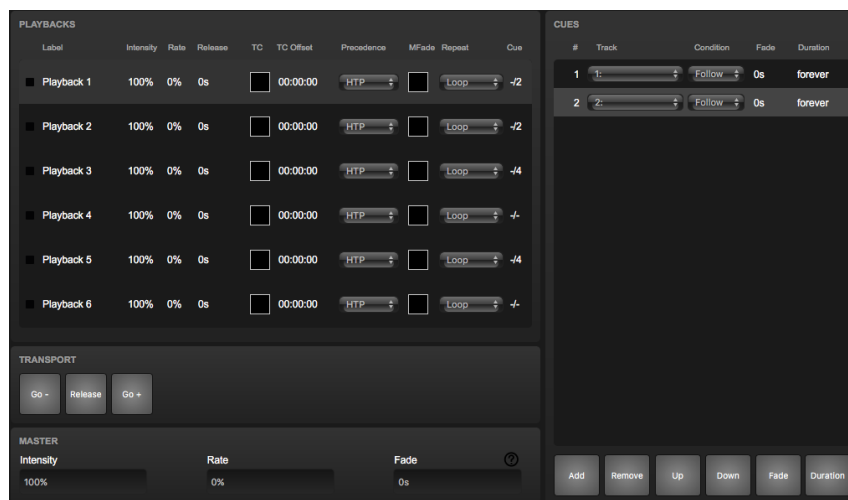 PLAYBACKS
Label Intensity Rate Release TC TC Offset Precedence MFade Repeat Cue
Playback 1 100% 0% 0s 00:00:00 HTP Loop -/2
Playback 2 100% 0% 0s 00:00:00 HTP Loop -/2
Playback 3 100% 0% 0s 00:00:00 HTP Loop -/4
Playback 4 100% 0% 0s 00:00:00 HTP Loop -/-
Playback 5 100% 0% 0s 00:00:00 HTP Loop -/4
Playback 6 100% 0% 0s 00:00:00 HTP Loop -/-
TRANSPORT
Go - Release Go +
MASTER
Intensity Rate Fade ?
100% 0% 0s
CUES
# Track Condition Fade Duration
1 1: Follow 0s forever
2 2: Follow 0s forever
Add Remove Up Down Fade Duration